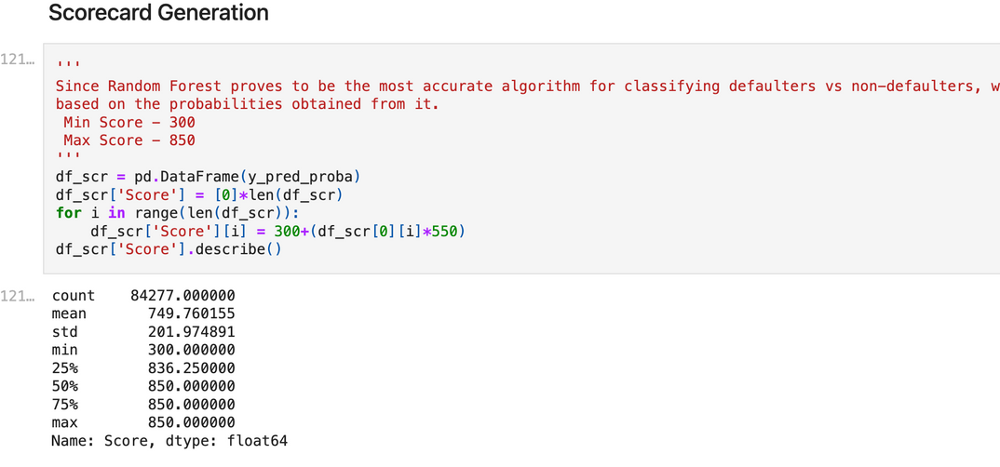 Scorecard Generation
121…
'''
Since Random Forest proves to be the most accurate algorithm for classifying defaulters vs non-defaulters, w
based on the probabilities obtained from it.
 Min Score – 300
 Max Score – 850
'''
df_scr = pd.DataFrame(y_pred_proba)
df_scr['Score'] = [0]*len(df_scr)
for i in range(len(df_scr)):
    df_scr['Score'][i] = 300+(df_scr[0][i]*550)
df_scr['Score'].describe()
121…
count    84277.000000
mean       749.760155
std        201.974891
min        300.000000
25%        836.250000
50%        850.000000
75%        850.000000
max        850.000000
Name: Score, dtype: float64